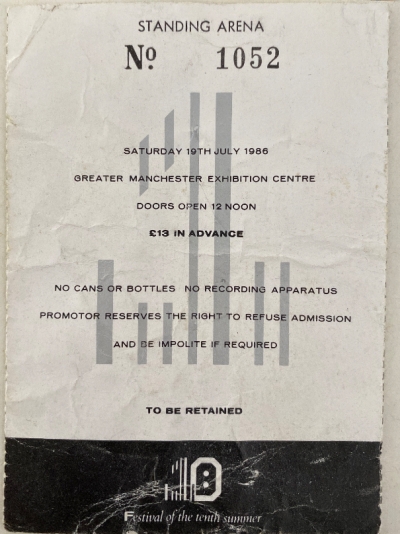 STANDING ARENA
Nº 1052
SATURDAY 19TH JULY 1986
GREATER MANCHESTER EXHIBITION CENTRE
DOORS OPEN 12 NOON
£13 IN ADVANCE
NO CANS OR BOTTLES NO RECORDING APPARATUS
PROMOTOR RESERVES THE RIGHT TO REFUSE ADMISSION
AND BE IMPOLITE IF REQUIRED
TO BE RETAINED
Festival of the tenth summer